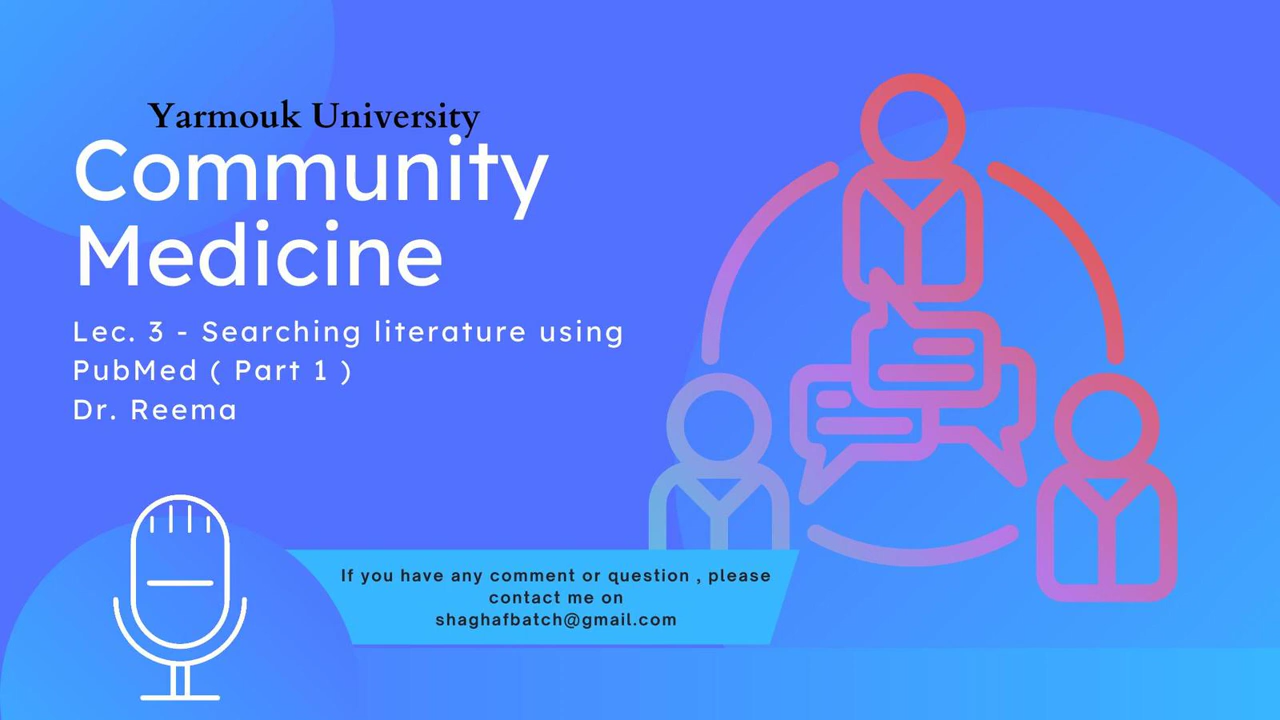 Yarmouk University
Community
Medicine
Lec. 3 - Searching literature using
PubMed ( Part 1 )
Dr. Reema
If you have any comment or question , please
contact me on
shaghafbatch@gmail.com